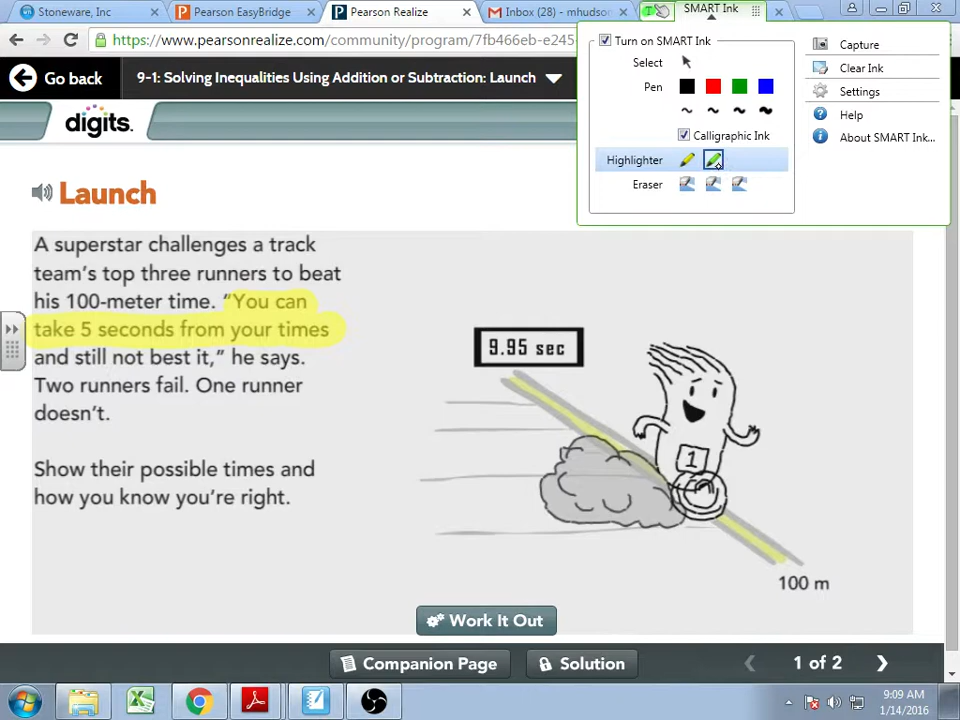 Stoneware, Inc.
Pearson EasyBridge
Pearson Realize
Inbox (28) - mhudson
SMART Ink
https://www.pearsonrealize.com/community/program/7fb466eb-e245
Turn on SMART Ink
Select
Pen
Calligraphic Ink
Highlighter
Eraser
Capture
Clear Ink
Settings
Help
About SMART Ink...
Go back
9-1: Solving Inequalities Using Addition or Subtraction: Launch
digits.
Launch
A superstar challenges a track
team's top three runners to beat
his 100-meter time. "You can
take 5 seconds from your times
and still not best it," he says.
Two runners fail. One runner
doesn't.
Show their possible times and
how you know you're right.
9.95 sec
1
100 m
Work It Out
Companion Page
Solution
1 of 2
9:09 AM
1/14/2016